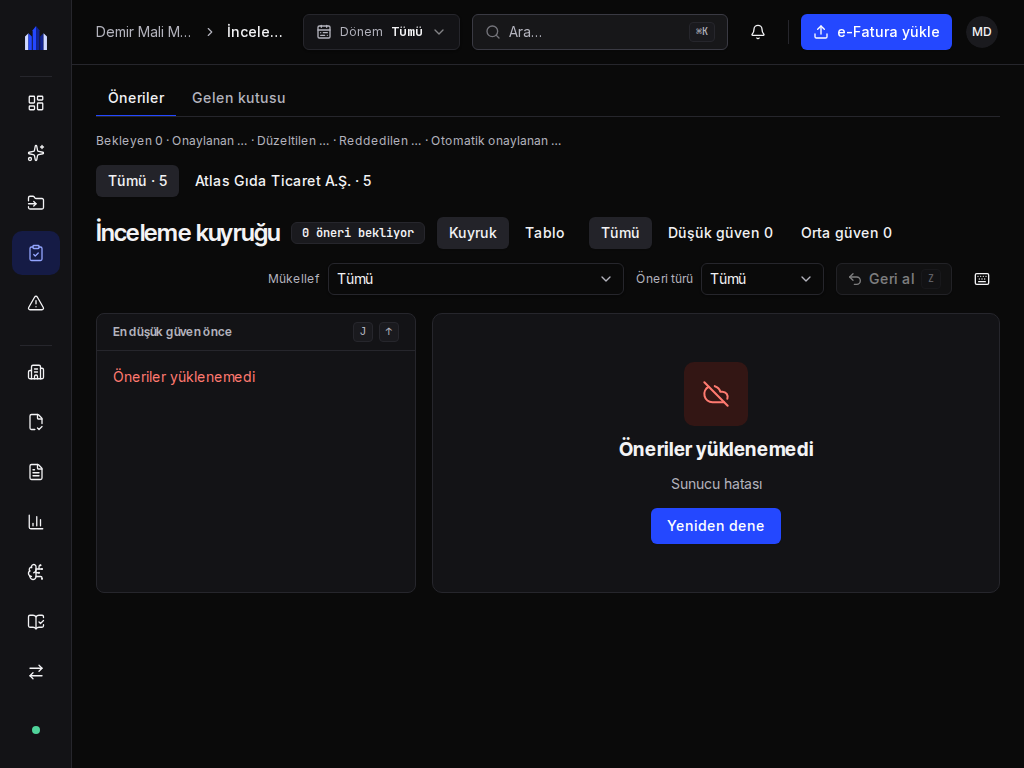 Demir Mali M… > İncele… Dönem Tümü Ara… ⌘K e-Fatura yükle MD
Öneriler Gelen kutusu
Bekleyen 0 · Onaylanan … · Düzeltilen … · Reddedilen … · Otomatik onaylanan …
Tümü · 5 Atlas Gıda Ticaret A.Ş. · 5
İnceleme kuyruğu 0 öneri bekliyor Kuyruk Tablo Tümü Düşük güven 0 Orta güven 0
Mükellef Tümü Öneri türü Tümü Geri al Z
En düşük güven önce J ↑
Öneriler yüklenemedi
Öneriler yüklenemedi
Sunucu hatası
Yeniden dene